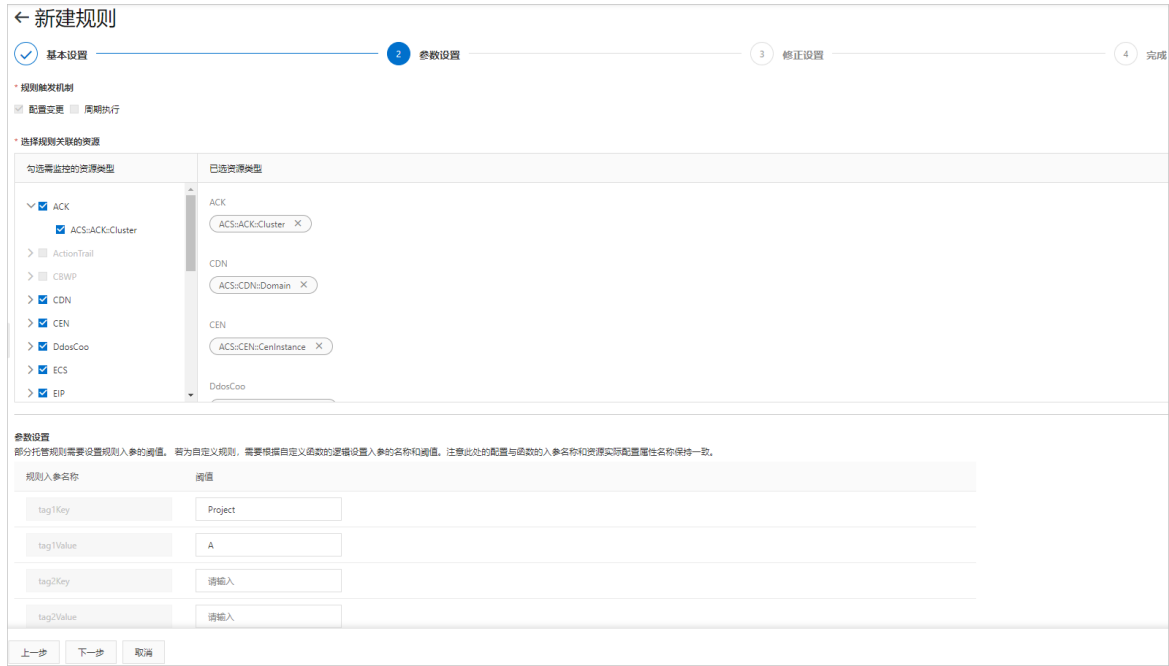 新建规则
基本设置
2 参数设置
3 修正设置
4 完成
* 规则触发机制
配置变更 周期执行
* 选择规则关联的资源
勾选需监控的资源类型
已选资源类型
ACK
ACS::ACK::Cluster
ActionTrail
CBWP
CDN
CEN
DdosCoo
ECS
EIP
ACK
ACS::ACK::Cluster ×
CDN
ACS::CDN::Domain ×
CEN
ACS::CEN::CenInstance ×
DdosCoo
参数设置
部分托管规则需要设置规则入参的阈值。 若为自定义规则，需要根据自定义函数的逻辑设置入参的名称和阈值。注意此处的配置与函数的入参名称和资源实际配置属性名称保持一致。
规则入参名称 阈值
tag1Key Project
tag1Value A
tag2Key 请输入
tag2Value 请输入
上一步 下一步 取消